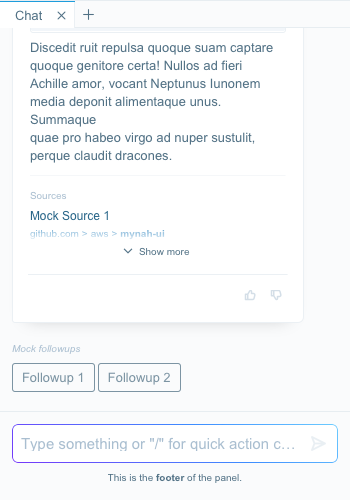 Chat
Discedit ruit repulsa quoque suam captare
quoque genitore certa! Nullos ad fieri
Achille amor, vocant Neptunus Iunonem
media deponit alimentaque unus.
Summaque
quae pro habeo virgo ad nuper sustulit,
perque claudit dracones.
Sources
Mock Source 1
github.com > aws > mynah-ui
Show more
Mock followups
Followup 1 Followup 2
Type something or "/" for quick action c...
This is the footer of the panel.